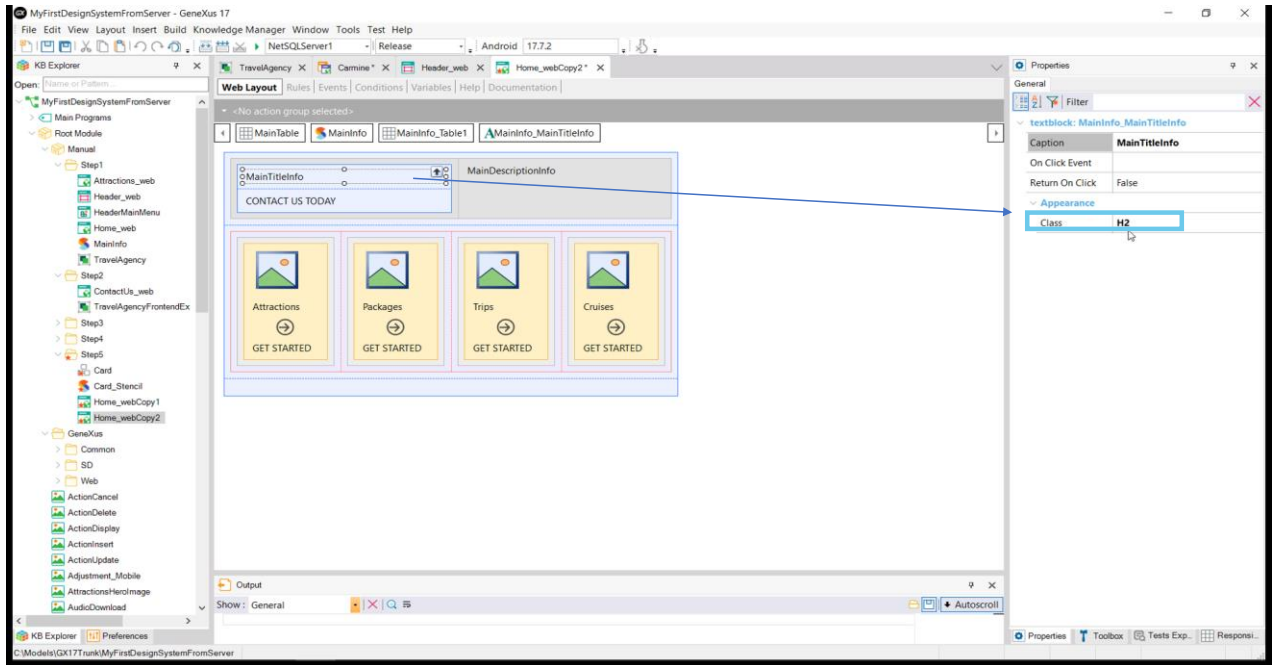 MyFirstDesignSystemFromServer - GeneXus 17
File Edit View Layout Insert Build Knowledge Manager Window Tools Test Help
NetSQLServer1 Release Android 17.7.2
KB Explorer
Open: Name or Pattern...
MyFirstDesignSystemFromServer
Main Programs
Root Module
Manual
Step1
Attractions_web
Header_web
HeaderMainMenu
Home_web
MainInfo
TravelAgency
Step2
ContactUs_web
TravelAgencyFrontendEx
Step3
Step4
Step5
Card
Card_Stencil
Home_webCopy1
Home_webCopy2
GeneXus
Common
SD
Web
ActionCancel
ActionDelete
ActionDisplay
ActionInsert
ActionUpdate
Adjustment_Mobile
AttractionsHeroImage
AudioDownload
KB Explorer Preferences
TravelAgency X Carmine * X Header_web X Home_webCopy2 * X
Web Layout Rules Events Conditions Variables Help Documentation
<No action group selected>
MainTable MainInfo MainInfo_Table1 MainInfo_MainTitleInfo
MainTitleInfo MainDescriptionInfo
CONTACT US TODAY
Attractions Packages Trips Cruises
GET STARTED GET STARTED GET STARTED GET STARTED
Output
Show: General Autoscroll
Properties
General
Filter
textblock: MainInfo_MainTitleInfo
Caption MainTitleInfo
On Click Event
Return On Click False
Appearance
Class H2
Properties Toolbox Tests Exp... Responsi...
C:\Models\GX17Trunk\MyFirstDesignSystemFromServer